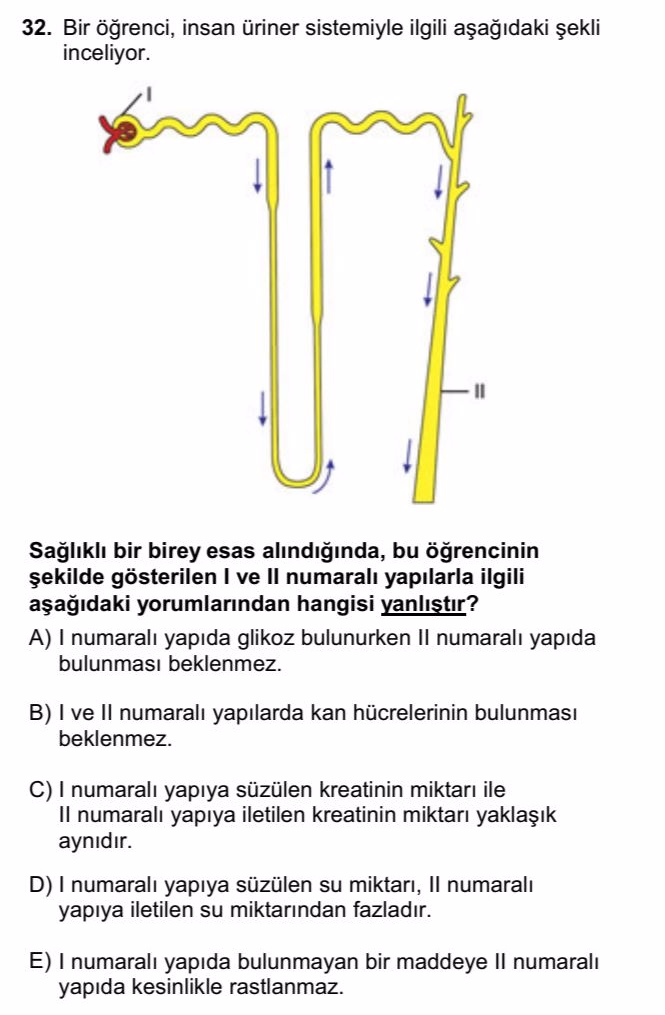 32. Bir öğrenci, insan üriner sistemiyle ilgili aşağıdaki şekli
inceliyor.
I
II
Sağlıklı bir birey esas alındığında, bu öğrencinin
şekilde gösterilen I ve II numaralı yapılarla ilgili
aşağıdaki yorumlarından hangisi yanlıştır?
A) I numaralı yapıda glikoz bulunurken II numaralı yapıda
bulunması beklenmez.
B) I ve II numaralı yapılarda kan hücrelerinin bulunması
beklenmez.
C) I numaralı yapıya süzülen kreatinin miktarı ile
II numaralı yapıya iletilen kreatinin miktarı yaklaşık
aynıdır.
D) I numaralı yapıya süzülen su miktarı, II numaralı
yapıya iletilen su miktarından fazladır.
E) I numaralı yapıda bulunmayan bir maddeye II numaralı
yapıda kesinlikle rastlanmaz.